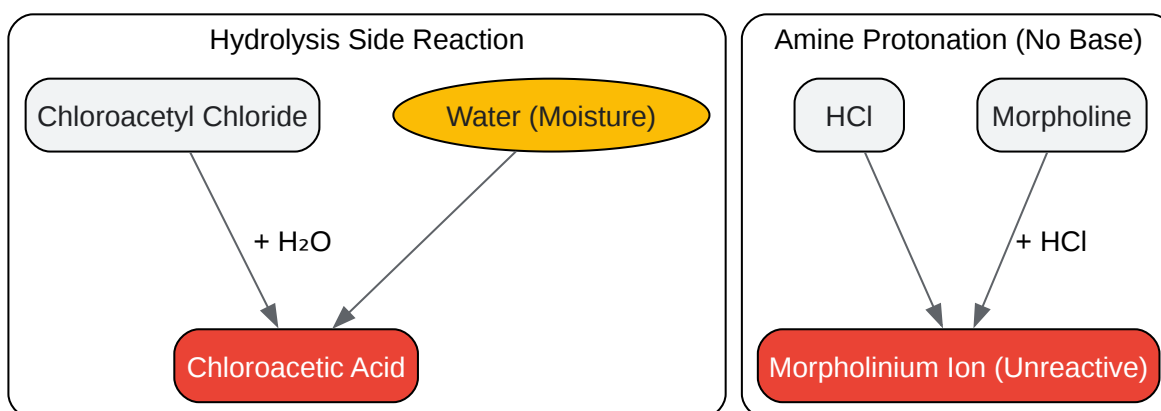 Hydrolysis Side Reaction
Chloroacetyl Chloride
Water (Moisture)
+ H₂O
Chloroacetic Acid
Amine Protonation (No Base)
HCl
Morpholine
+ HCl
Morpholinium Ion (Unreactive)